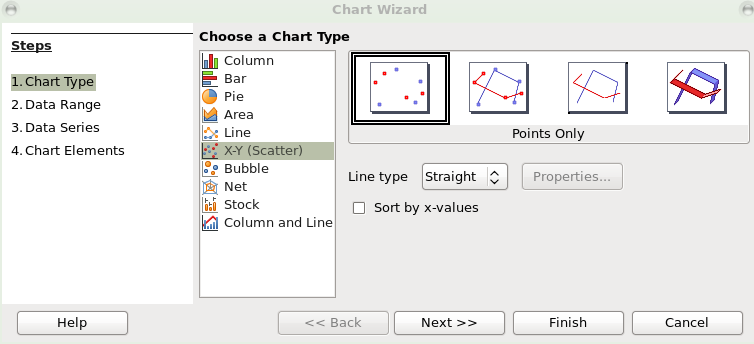 Chart Wizard
Steps
1. Chart Type
2. Data Range
3. Data Series
4. Chart Elements
Choose a Chart Type
Column
Bar
Pie
Area
Line
X-Y (Scatter)
Bubble
Net
Stock
Column and Line
Points Only
Line type Straight Properties...
Sort by x-values
Help << Back Next >> Finish Cancel